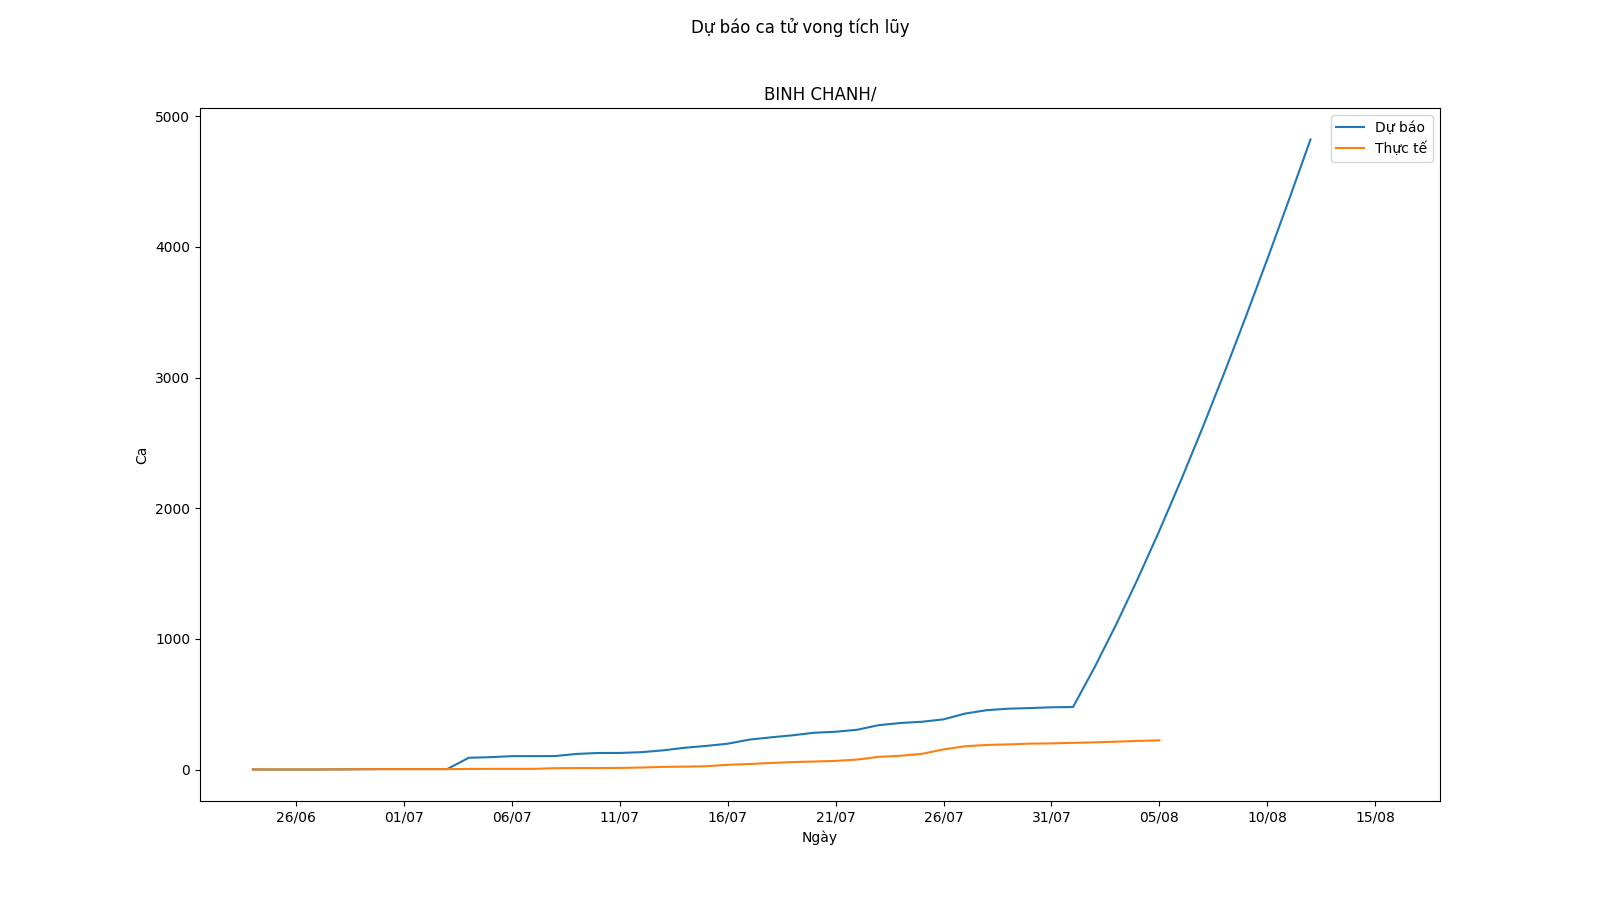 Dự báo ca tử vong tích lũy
BINH CHANH/
5000
4000
3000
2000
1000
0
Ca
Dự báo
Thực tế
26/06
01/07
06/07
11/07
16/07
21/07
26/07
31/07
05/08
10/08
15/08
Ngày